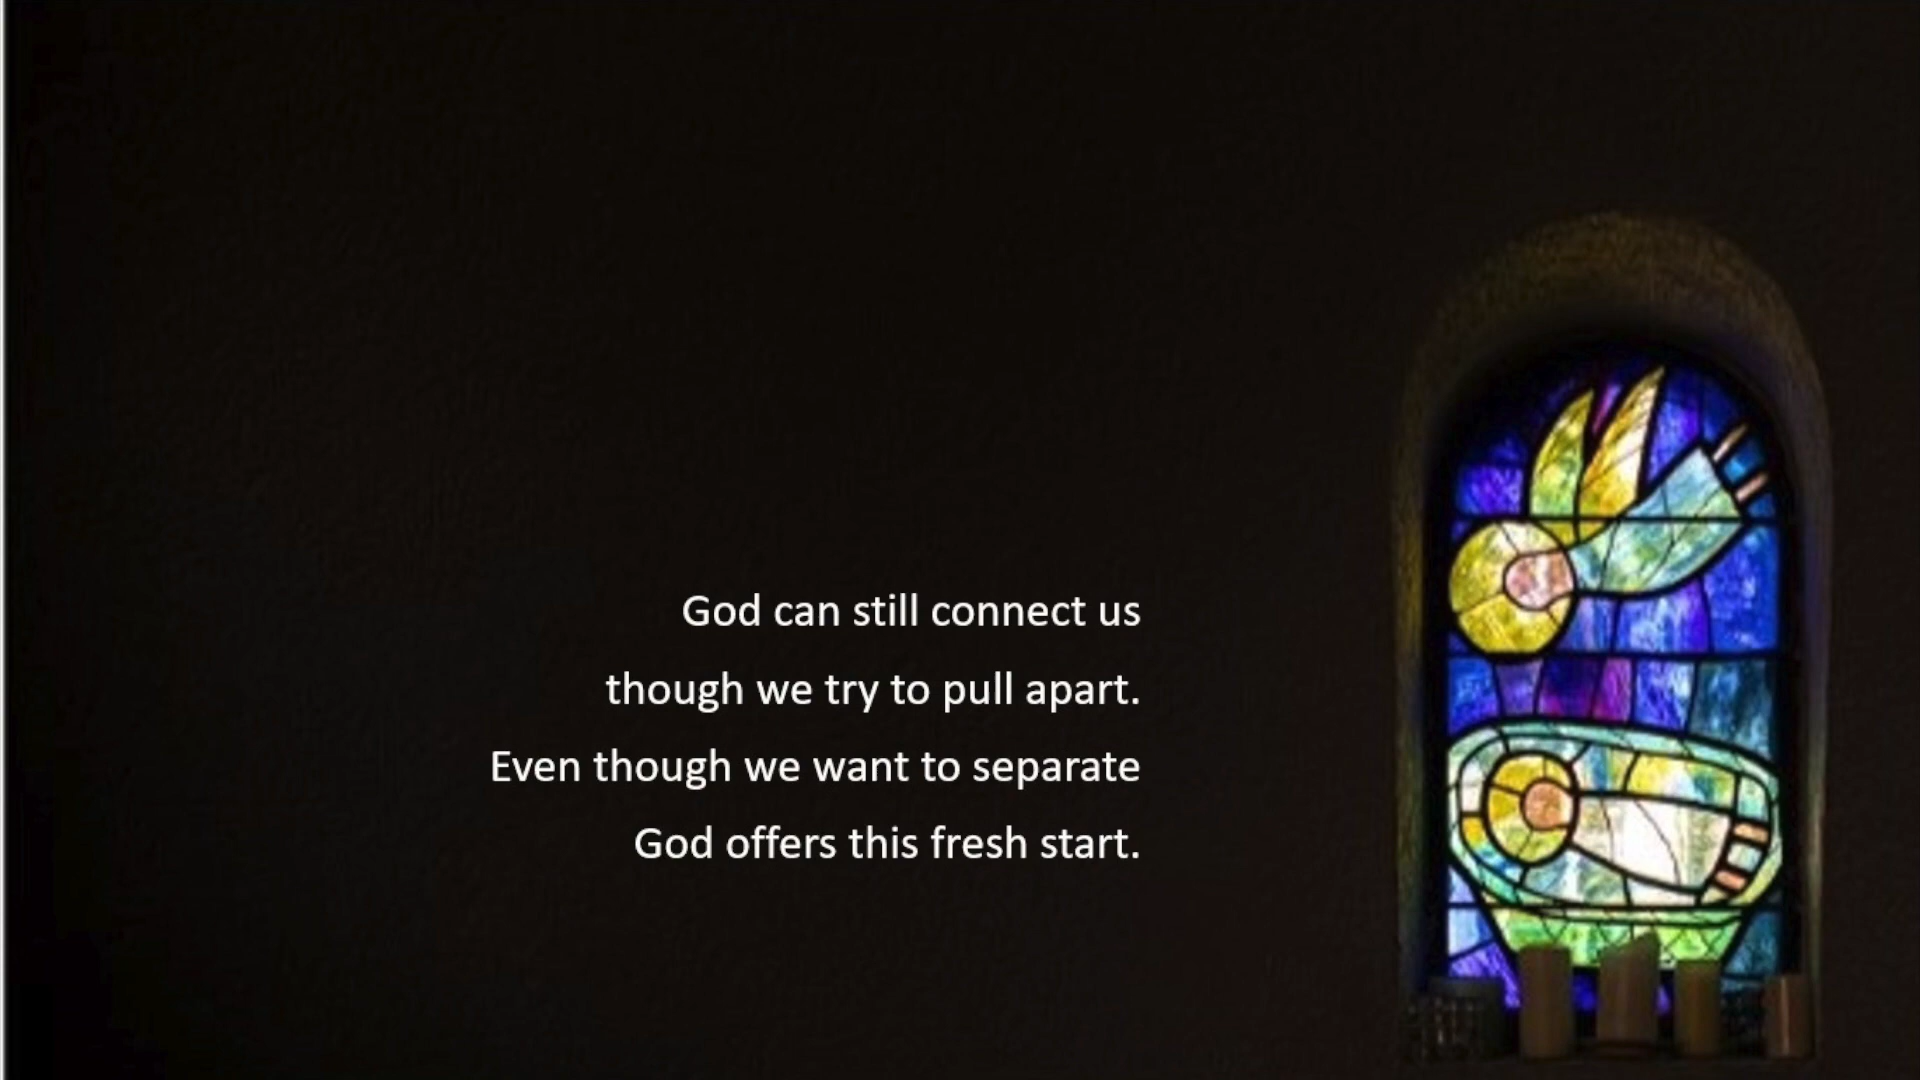 God can still connect us
though we try to pull apart.
Even though we want to separate
God offers this fresh start.